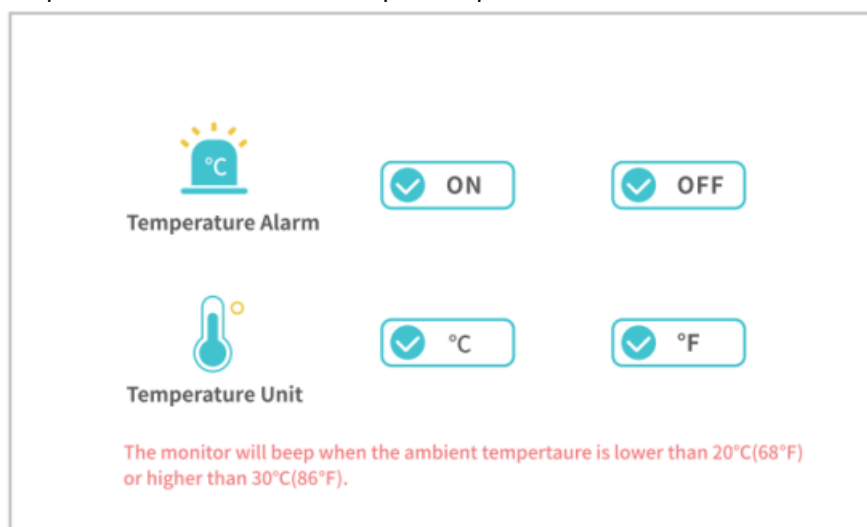 °C
ON
OFF
Temperature Alarm
°C
°F
Temperature Unit
The monitor will beep when the ambient tempertaure is lower than 20°C(68°F)
or higher than 30°C(86°F).